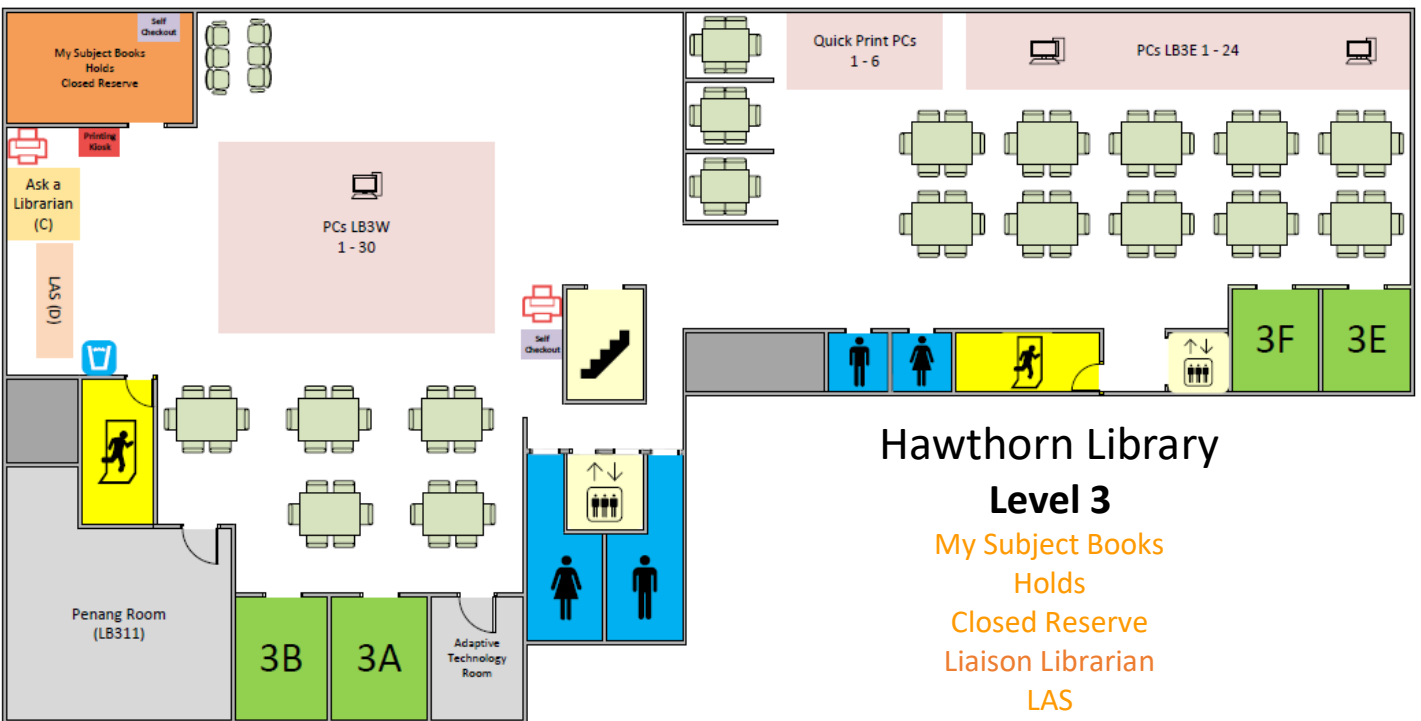 Self
Checkout
My Subject Books
Holds
Closed Reserve
Printing
Kiosk
Ask a
Librarian
(C)
LAS (D)
PCs LB3W
1 - 30
Quick Print PCs
1 - 6
PCs LB3E 1 - 24
Self
Checkout
3F
3E
Penang Room
(LB311)
3B
3A
Adaptive
Technology
Room
Hawthorn Library
Level 3
My Subject Books
Holds
Closed Reserve
Liaison Librarian
LAS